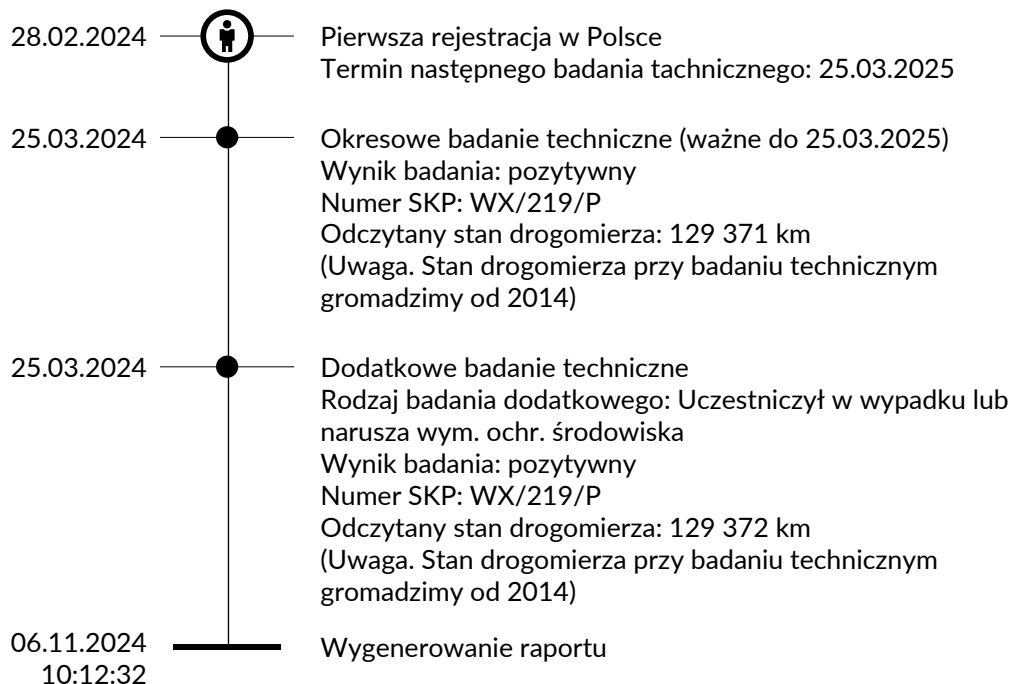 28.02.2024
Pierwsza rejestracja w Polsce
Termin następnego badania tachnicznego: 25.03.2025
25.03.2024
Okresowe badanie techniczne (ważne do 25.03.2025)
Wynik badania: pozytywny
Numer SKP: WX/219/P
Odczytany stan drogomierza: 129 371 km
(Uwaga. Stan drogomierza przy badaniu technicznym
gromadzimy od 2014)
25.03.2024
Dodatkowe badanie techniczne
Rodzaj badania dodatkowego: Uczestniczył w wypadku lub
narusza wym. ochr. środowiska
Wynik badania: pozytywny
Numer SKP: WX/219/P
Odczytany stan drogomierza: 129 372 km
(Uwaga. Stan drogomierza przy badaniu technicznym
gromadzimy od 2014)
06.11.2024
10:12:32
Wygenerowanie raportu